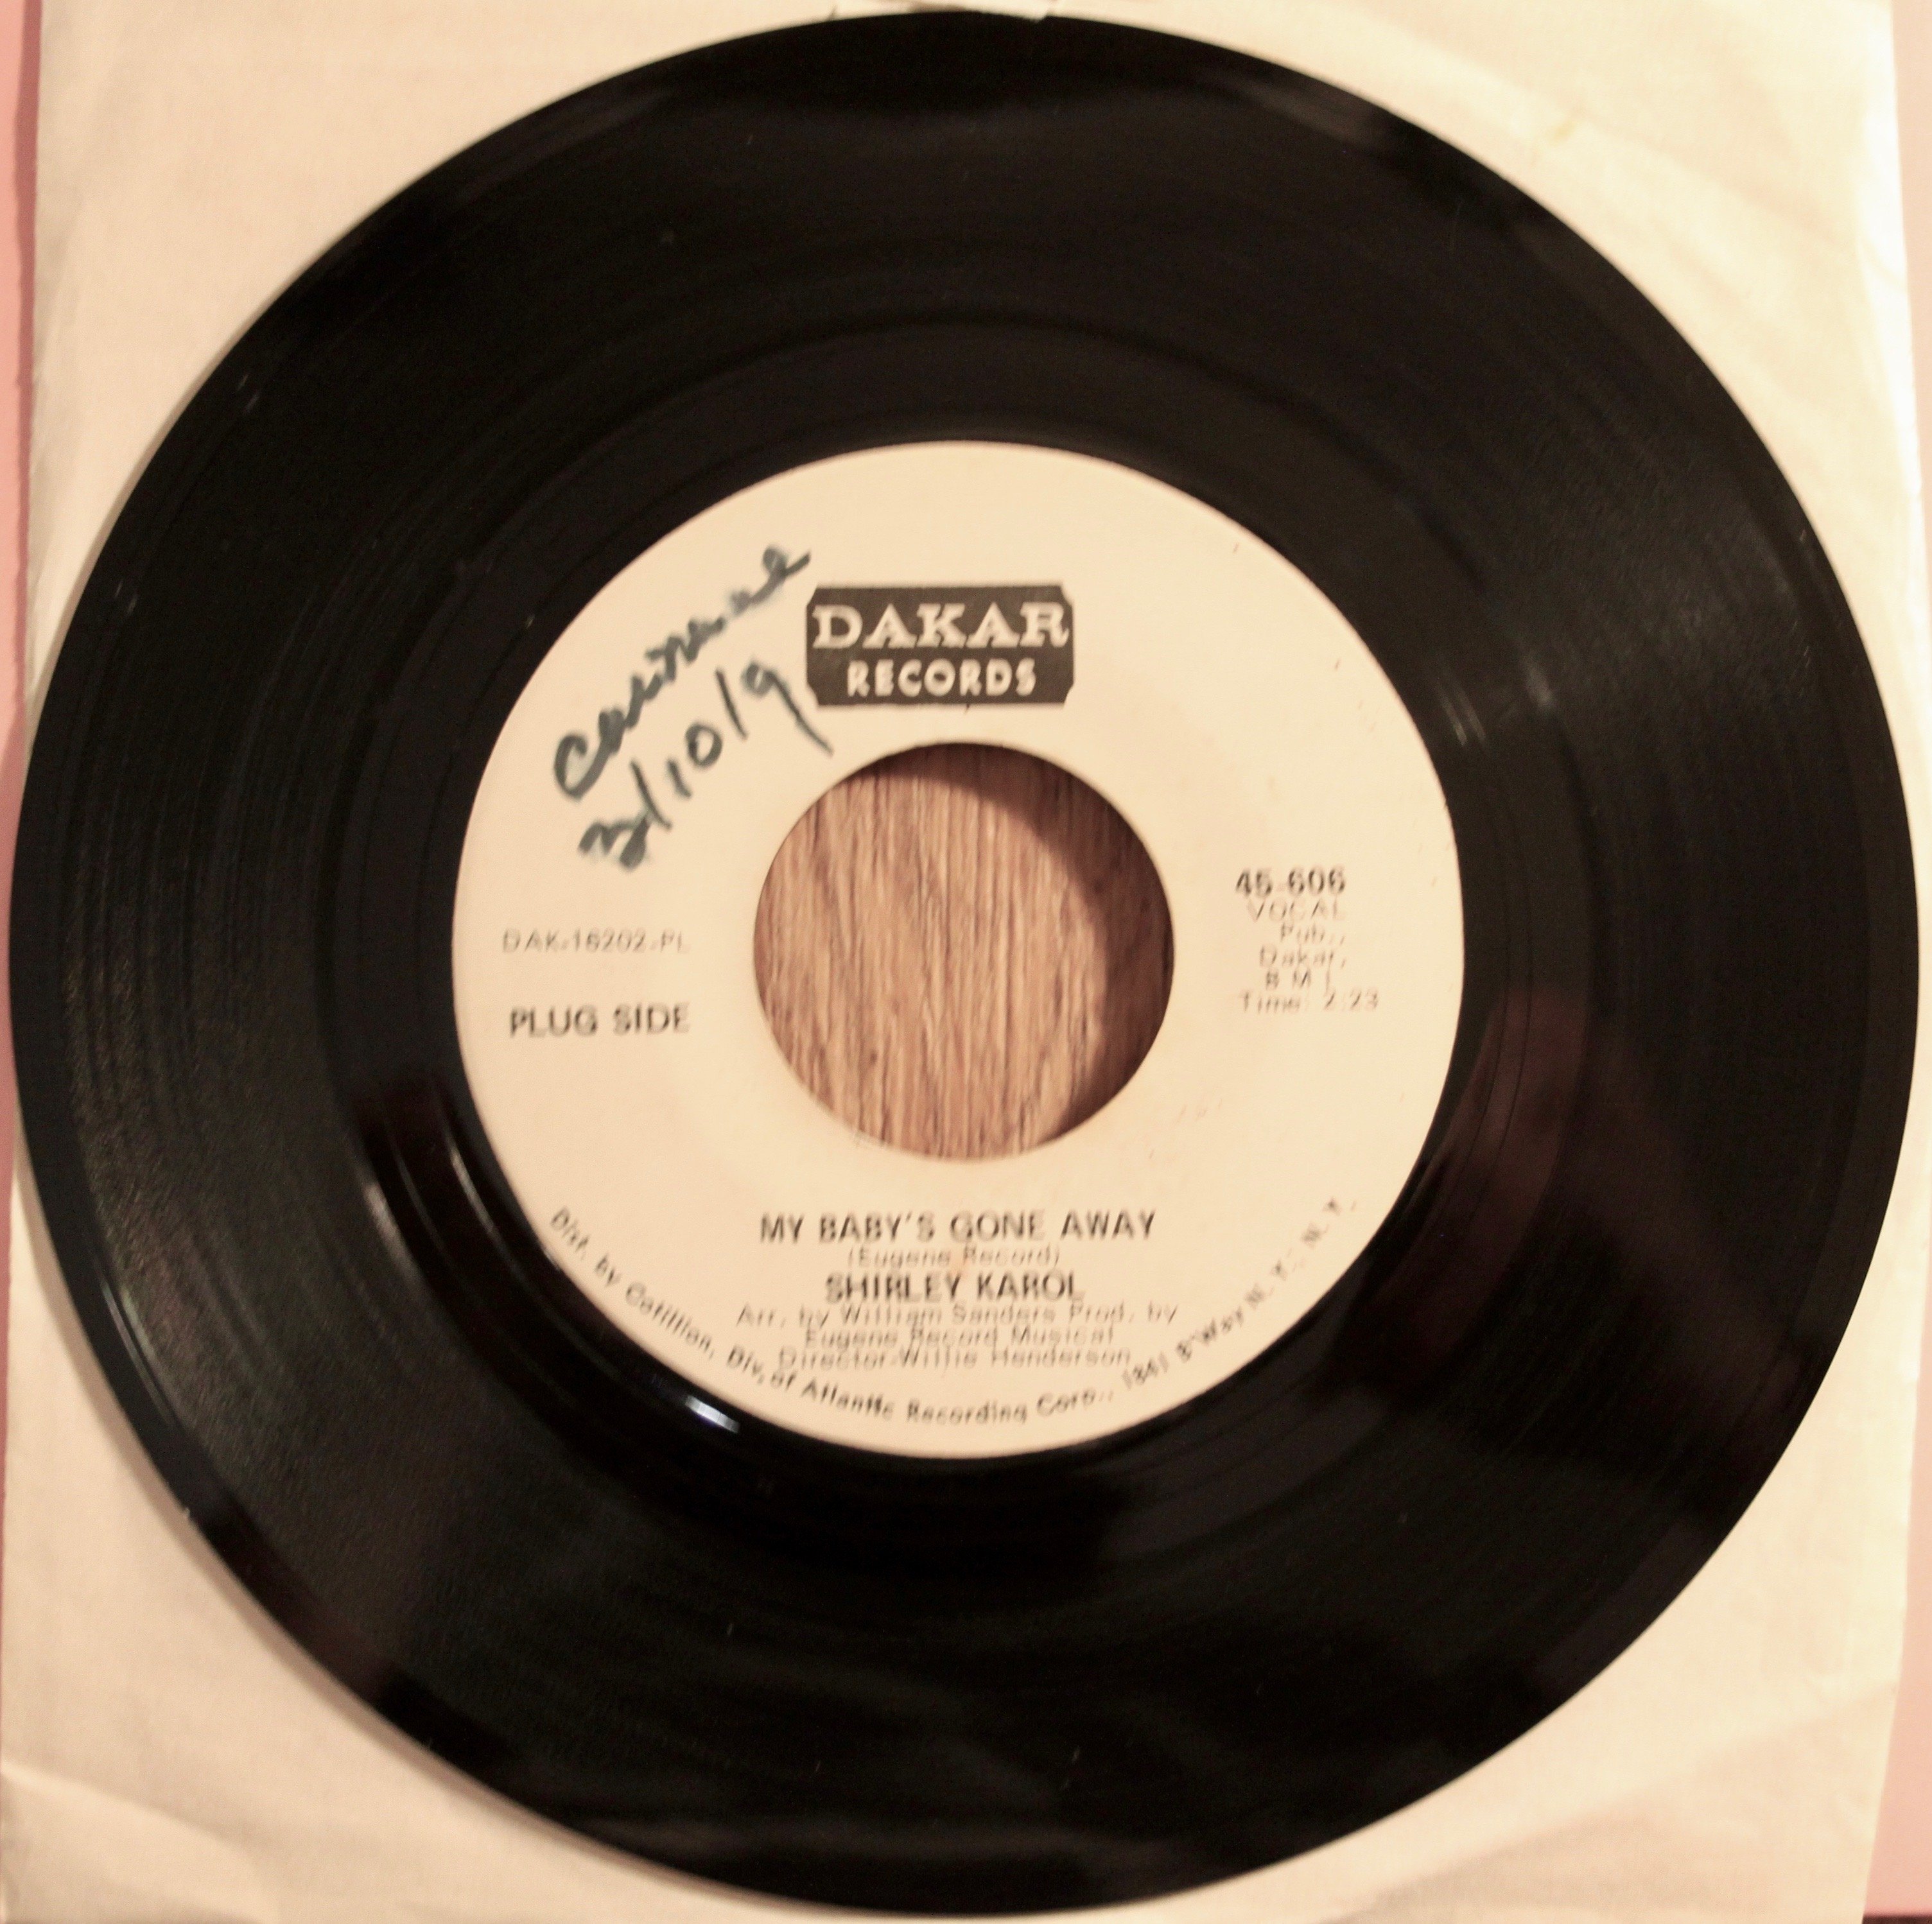 DAKAR
RECORDS
3/10/9
45-606
VOCAL
Pub.,
Dakar,
B M I
Time: 2:23
DAK-16202-PL
PLUG SIDE
MY BABY'S GONE AWAY
(Eugene Record)
SHIRLEY KAROL
Arr. by William Sanders Prod. by
Eugene Record Musical
Director-Willie Henderson
Dist. by Cotillion, Div. of Atlantic Recording Corp., 1841 B'Way N. Y., N. Y.